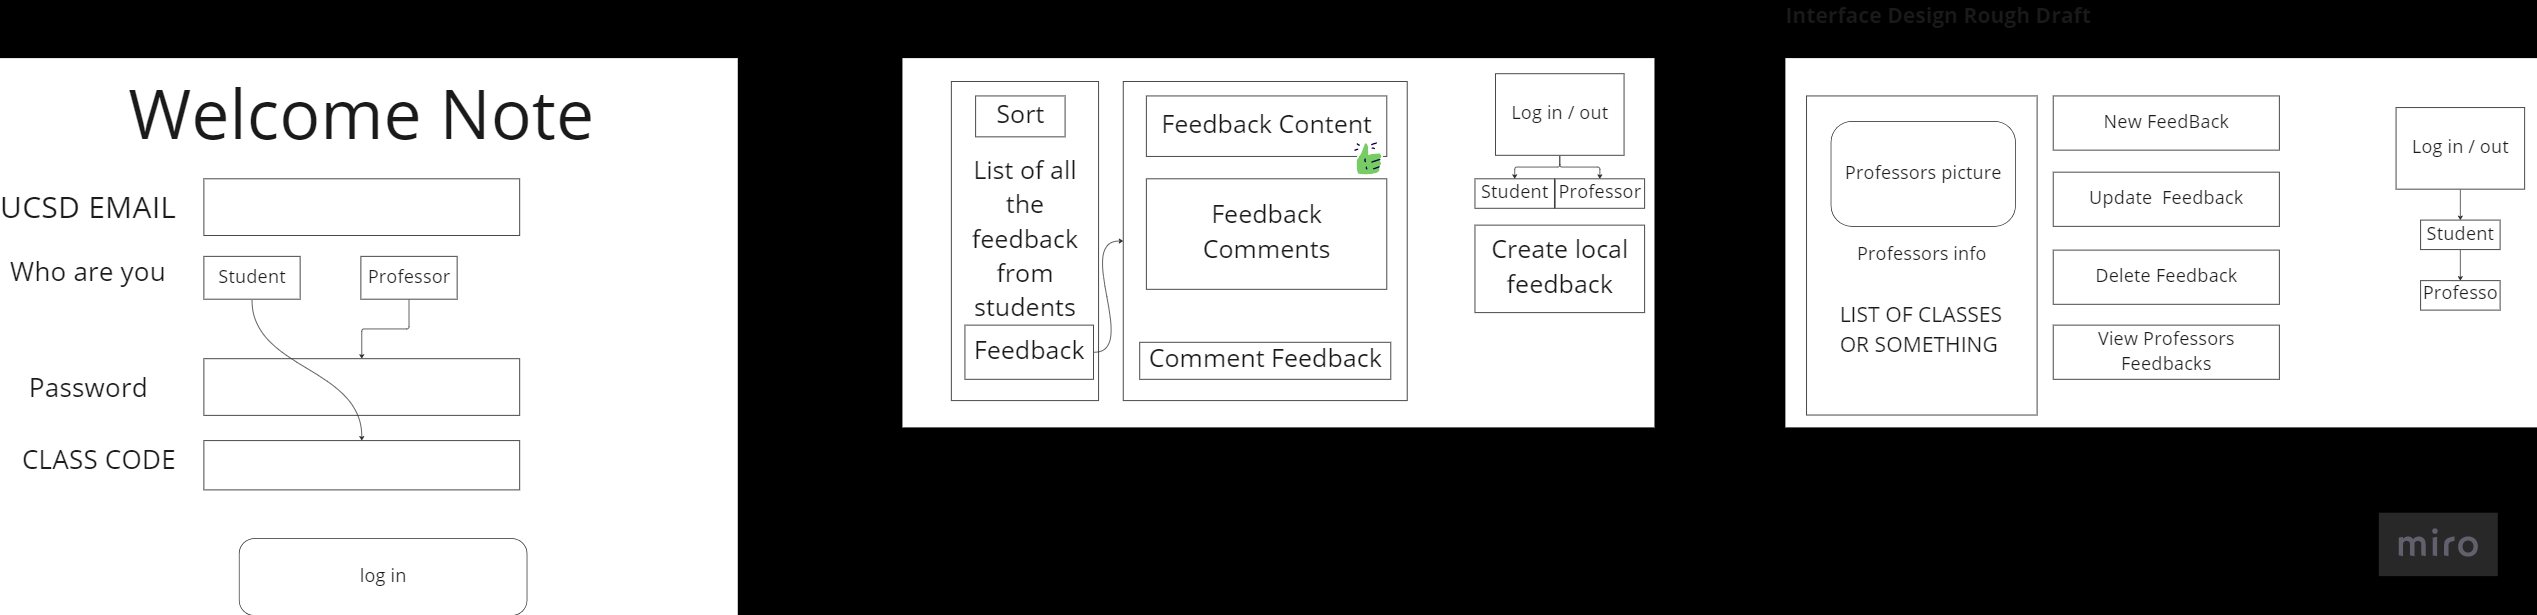 Interface Design Rough Draft
Welcome Note
UCSD EMAIL
Who are you
Student
Professor
Password
CLASS CODE
log in
Sort
List of all
the
feedback
from
students
Feedback
Feedback Content
Feedback
Comments
Comment Feedback
Log in / out
Student
Professor
Create local
feedback
Professors picture
Professors info
LIST OF CLASSES
OR SOMETHING
New FeedBack
Update  Feedback
Delete Feedback
View Professors
Feedbacks
Log in / out
Student
Professo
miro